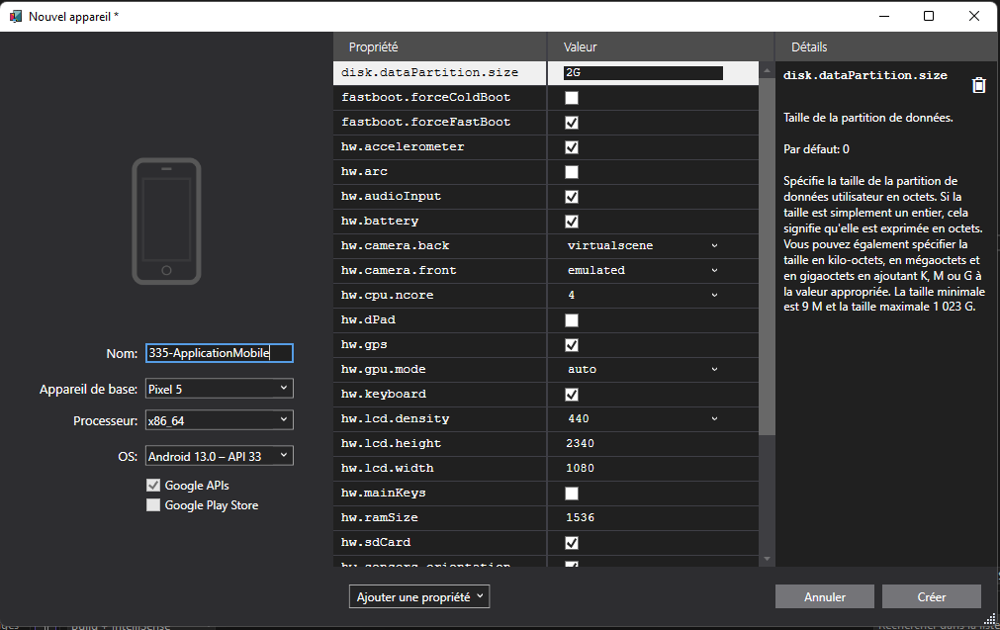 Nouvel appareil *
Propriété Valeur Détails
disk.dataPartition.size 2G
fastboot.forceColdBoot
fastboot.forceFastBoot
hw.accelerometer
hw.arc
hw.audioInput
hw.battery
hw.camera.back virtualscene
hw.camera.front emulated
hw.cpu.ncore 4
hw.dPad
hw.gps
hw.gpu.mode auto
hw.keyboard
hw.lcd.density 440
hw.lcd.height 2340
hw.lcd.width 1080
hw.mainKeys
hw.ramSize 1536
hw.sdCard
hw.sensors.orientation
disk.dataPartition.size
Taille de la partition de données.
Par défaut: 0
Spécifie la taille de la partition de
données utilisateur en octets. Si la
taille est simplement un entier, cela
signifie qu'elle est exprimée en octets.
Vous pouvez également spécifier la
taille en kilo-octets, en mégaoctets et
en gigaoctets en ajoutant K, M ou G à
la valeur appropriée. La taille minimale
est 9 M et la taille maximale 1 023 G.
Nom: 335-ApplicationMobile
Appareil de base: Pixel 5
Processeur: x86_64
OS: Android 13.0 – API 33
Google APIs
Google Play Store
Ajouter une propriété
Annuler
Créer
Build + IntelliSense
Rechercher dans la liste